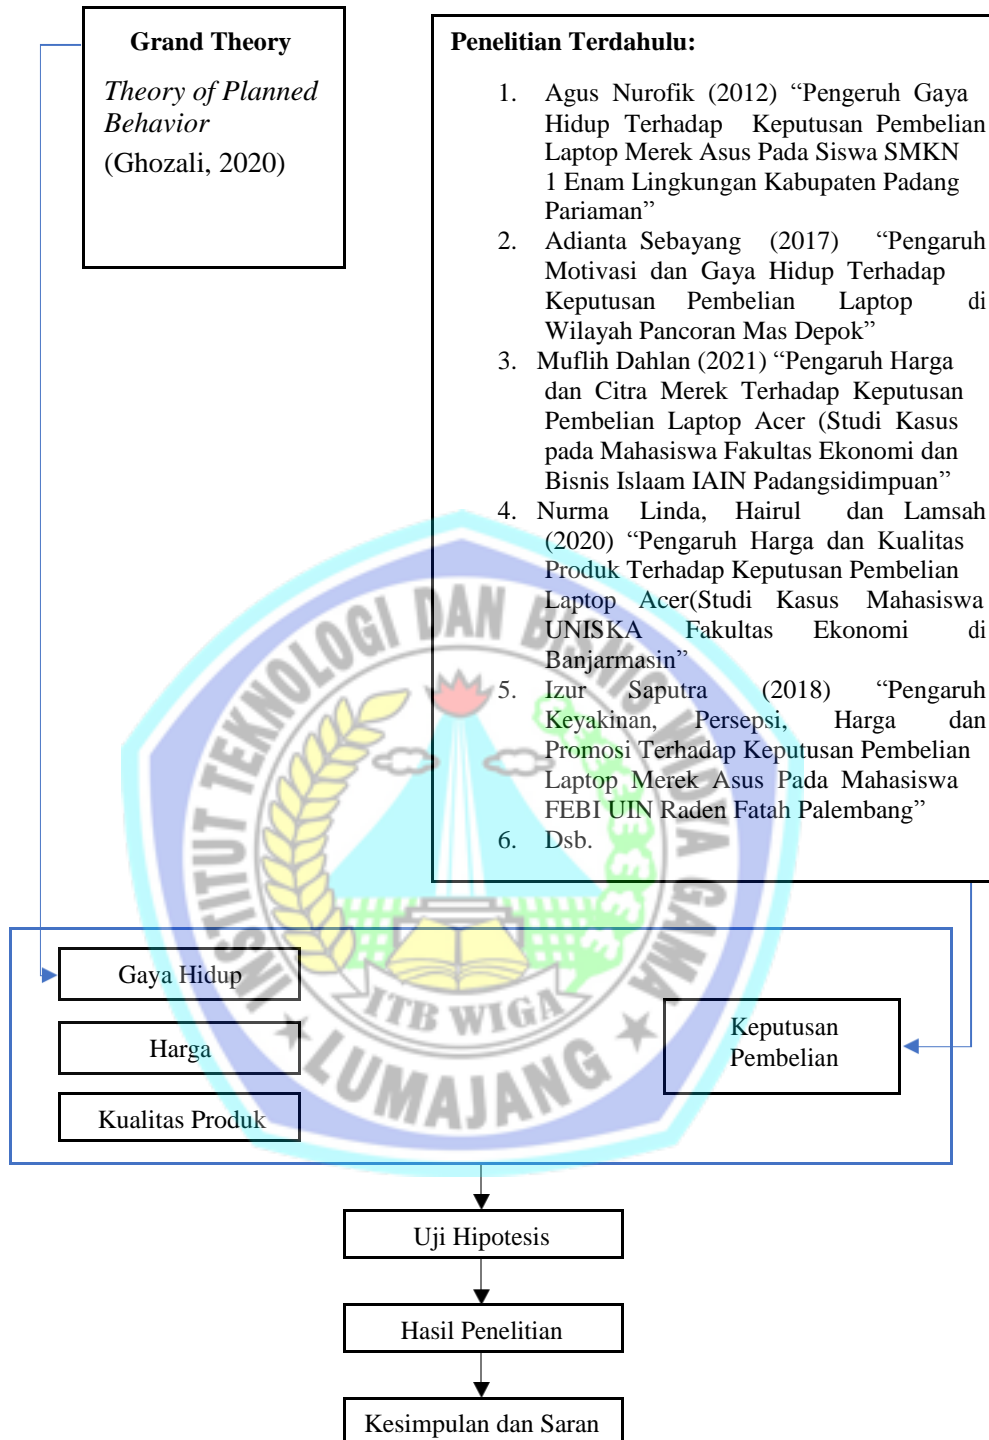 Grand Theory
Theory of Planned
Behavior
(Ghozali, 2020)
Penelitian Terdahulu:
1. Agus Nurofik (2012) “Pengeruh Gaya
Hidup Terhadap Keputusan Pembelian
Laptop Merek Asus Pada Siswa SMKN
1 Enam Lingkungan Kabupaten Padang
Pariaman”
2. Adianta Sebayang (2017) “Pengaruh
Motivasi dan Gaya Hidup Terhadap
Keputusan Pembelian Laptop di
Wilayah Pancoran Mas Depok”
3. Muflih Dahlan (2021) “Pengaruh Harga
dan Citra Merek Terhadap Keputusan
Pembelian Laptop Acer (Studi Kasus
pada Mahasiswa Fakultas Ekonomi dan
Bisnis Islaam IAIN Padangsidimpuan”
4. Nurma Linda, Hairul dan Lamsah
(2020) “Pengaruh Harga dan Kualitas
Produk Terhadap Keputusan Pembelian
Laptop Acer(Studi Kasus Mahasiswa
UNISKA Fakultas Ekonomi di
Banjarmasin”
5. Izur Saputra (2018) “Pengaruh
Keyakinan, Persepsi, Harga dan
Promosi Terhadap Keputusan Pembelian
Laptop Merek Asus Pada Mahasiswa
FEBI UIN Raden Fatah Palembang”
6. Dsb.
INSTITUT TEKNOLOGI DAN BISNIS WIDYA GAMA
ITB WIGA
LUMAJANG
Gaya Hidup
Harga
Kualitas Produk
Keputusan
Pembelian
Uji Hipotesis
Hasil Penelitian
Kesimpulan dan Saran